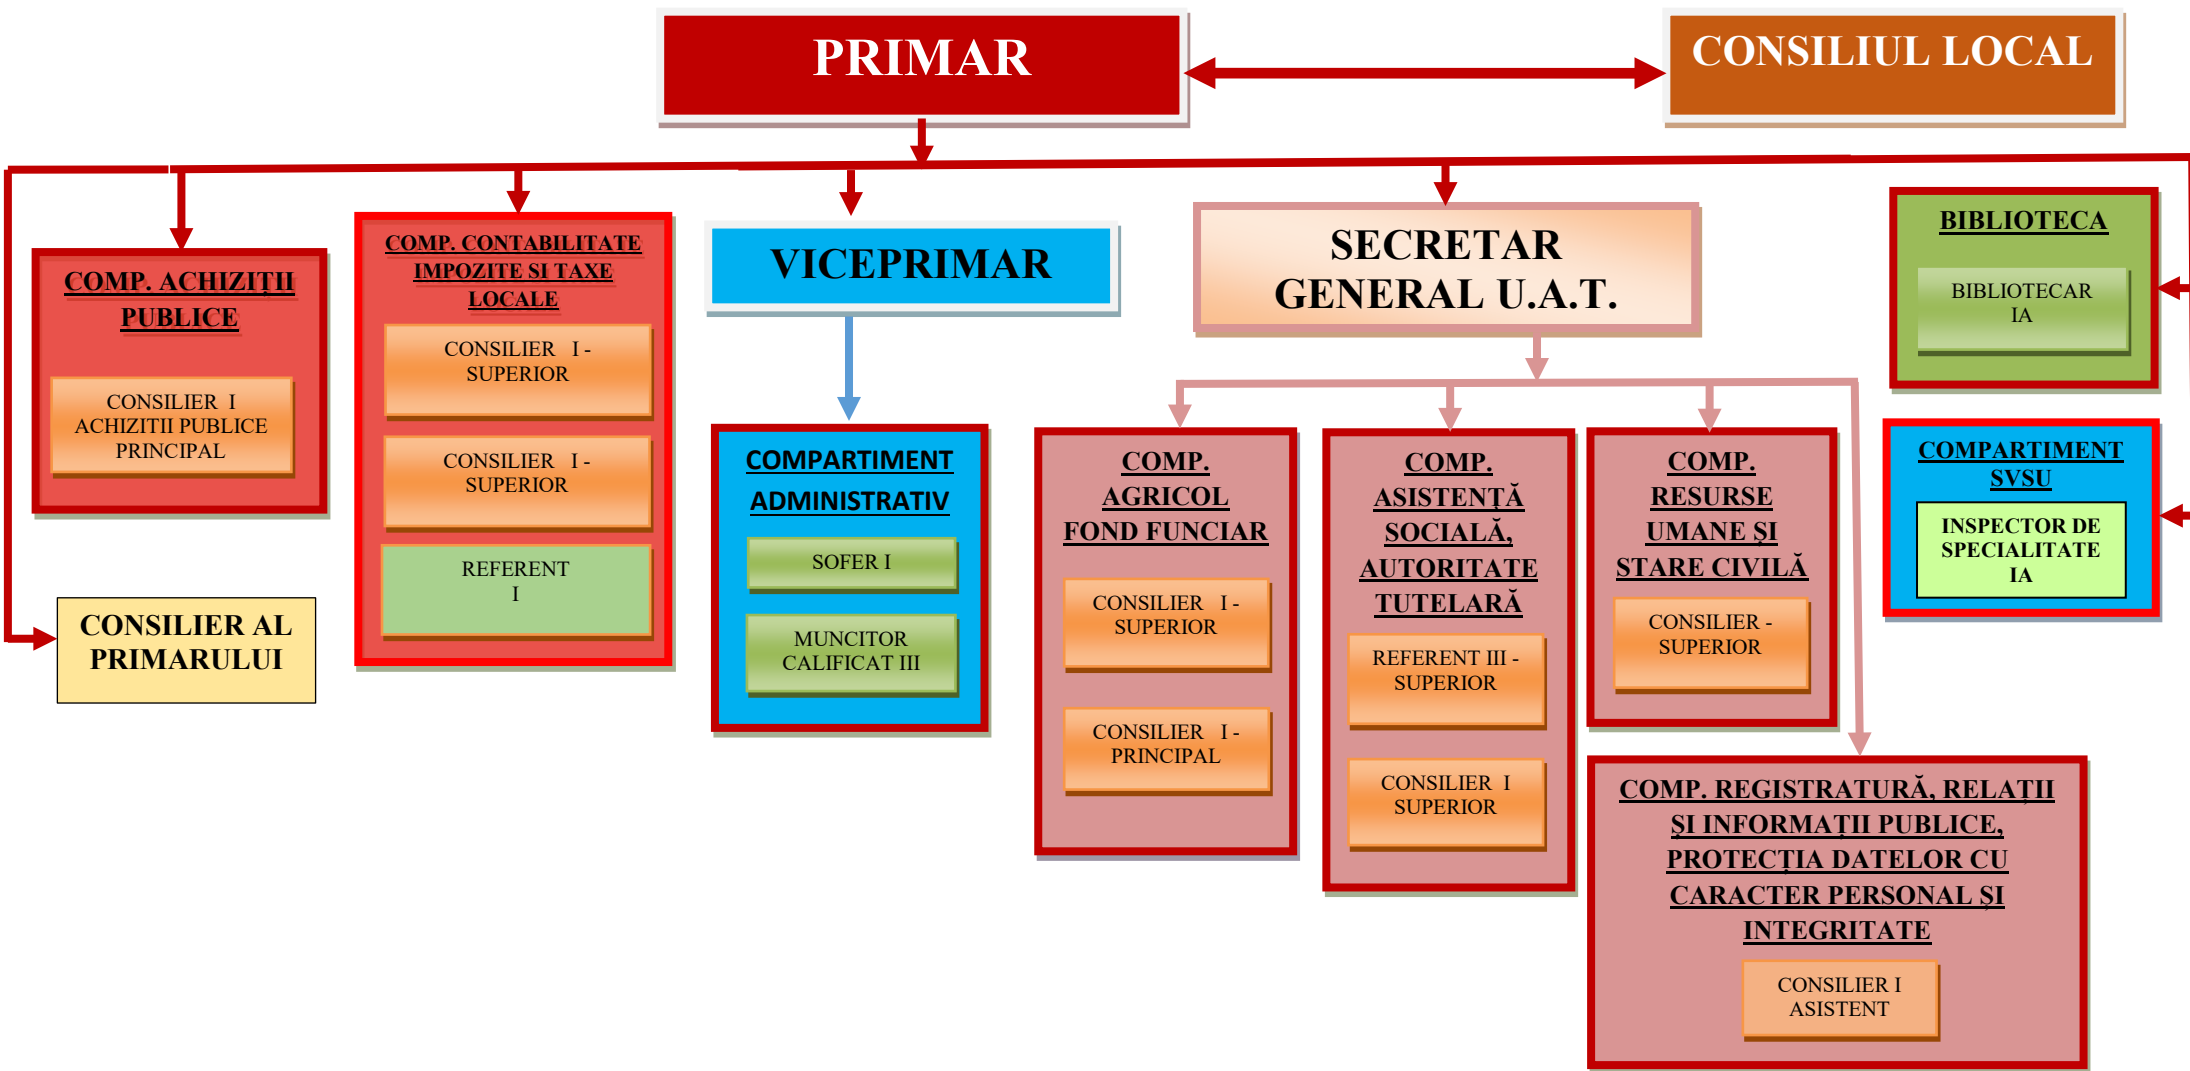 PRIMAR
CONSILIUL LOCAL
COMP. ACHIZIȚII
PUBLICE
CONSILIER I
ACHIZITII PUBLICE
PRINCIPAL
CONSILIER AL
PRIMARULUI
COMP. CONTABILITATE
IMPOZITE SI TAXE
LOCALE
CONSILIER I -
SUPERIOR
CONSILIER I -
SUPERIOR
REFERENT
I
VICEPRIMAR
COMPARTIMENT
ADMINISTRATIV
SOFER I
MUNCITOR
CALIFICAT III
SECRETAR
GENERAL U.A.T.
COMP.
AGRICOL
FOND FUNCIAR
CONSILIER I -
SUPERIOR
CONSILIER I -
PRINCIPAL
COMP.
ASISTENȚĂ
SOCIALĂ,
AUTORITATE
TUTELARĂ
REFERENT III -
SUPERIOR
CONSILIER I
SUPERIOR
COMP.
RESURSE
UMANE ȘI
STARE CIVILĂ
CONSILIER -
SUPERIOR
COMP. REGISTRATURĂ, RELAȚII
ȘI INFORMAȚII PUBLICE,
PROTECȚIA DATELOR CU
CARACTER PERSONAL ȘI
INTEGRITATE
CONSILIER I
ASISTENT
BIBLIOTECA
BIBLIOTECAR
IA
COMPARTIMENT
SVSU
INSPECTOR DE
SPECIALITATE
IA